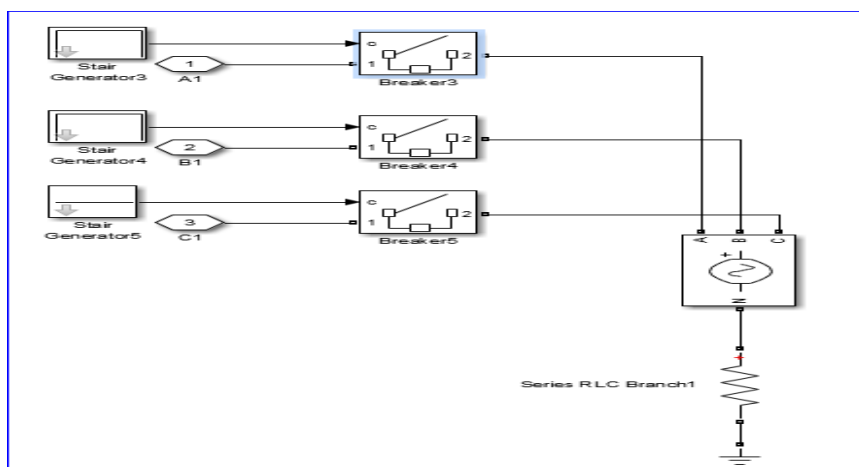 Stair
Generator3
1
A1
c
1
2
Breaker3
Stair
Generator4
2
B1
c
1
2
Breaker4
Stair
Generator5
3
C1
c
1
2
Breaker5
A
B
C
+
N
+
Series RLC Branch1